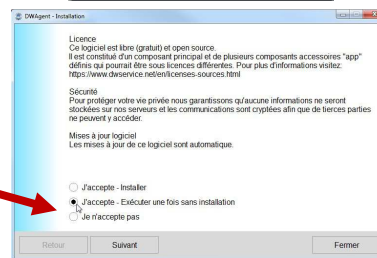 DWAgent - Installation
Licence
Ce logiciel est libre (gratuit) et open source.
Il est constitué d'un composant principal et de plusieurs composants accessoires "app"
définis qui pourrait être sous licences différentes. Pour plus d'informations visitez:
https://www.dwservice.net/en/licenses-sources.html
Sécurité
Pour protéger votre vie privée nous garantissons qu'aucune informations ne seront
stockées sur nos serveurs et les communications sont cryptées afin que de tierces parties
ne peuvent y accéder.
Mises à jour logiciel
Les mises à jour de ce logiciel sont automatique.
J'accepte - Installer
J'accepte - Exécuter une fois sans installation
Je n'accepte pas
Retour Suivant Fermer